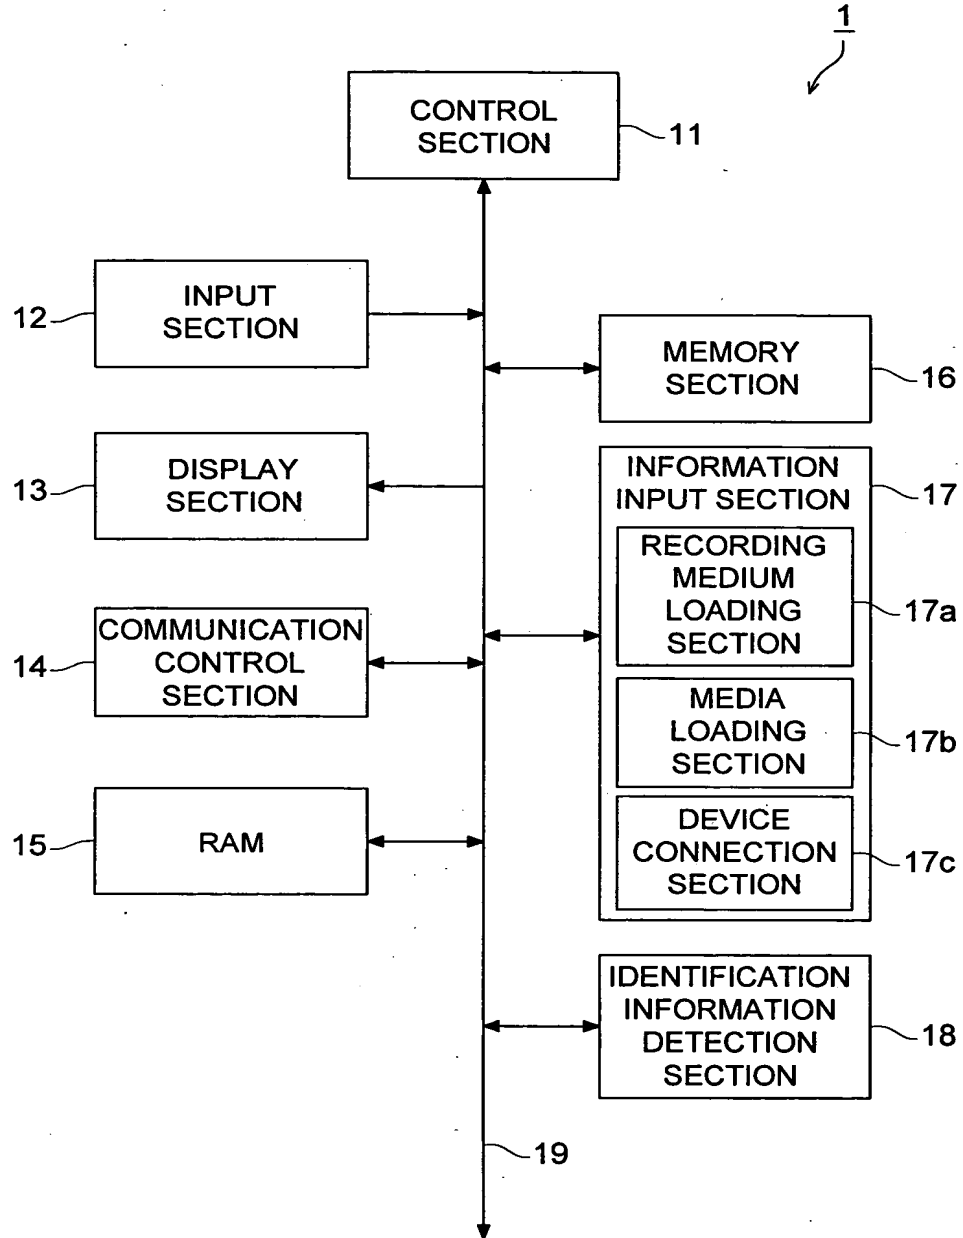 1
CONTROL
SECTION
11
INPUT
SECTION
12
MEMORY
SECTION
16
DISPLAY
SECTION
13
INFORMATION
INPUT SECTION
17
RECORDING
MEDIUM
LOADING
SECTION
17a
COMMUNICATION
CONTROL
SECTION
14
MEDIA
LOADING
SECTION
17b
RAM
15
DEVICE
CONNECTION
SECTION
17c
IDENTIFICATION
INFORMATION
DETECTION
SECTION
18
19